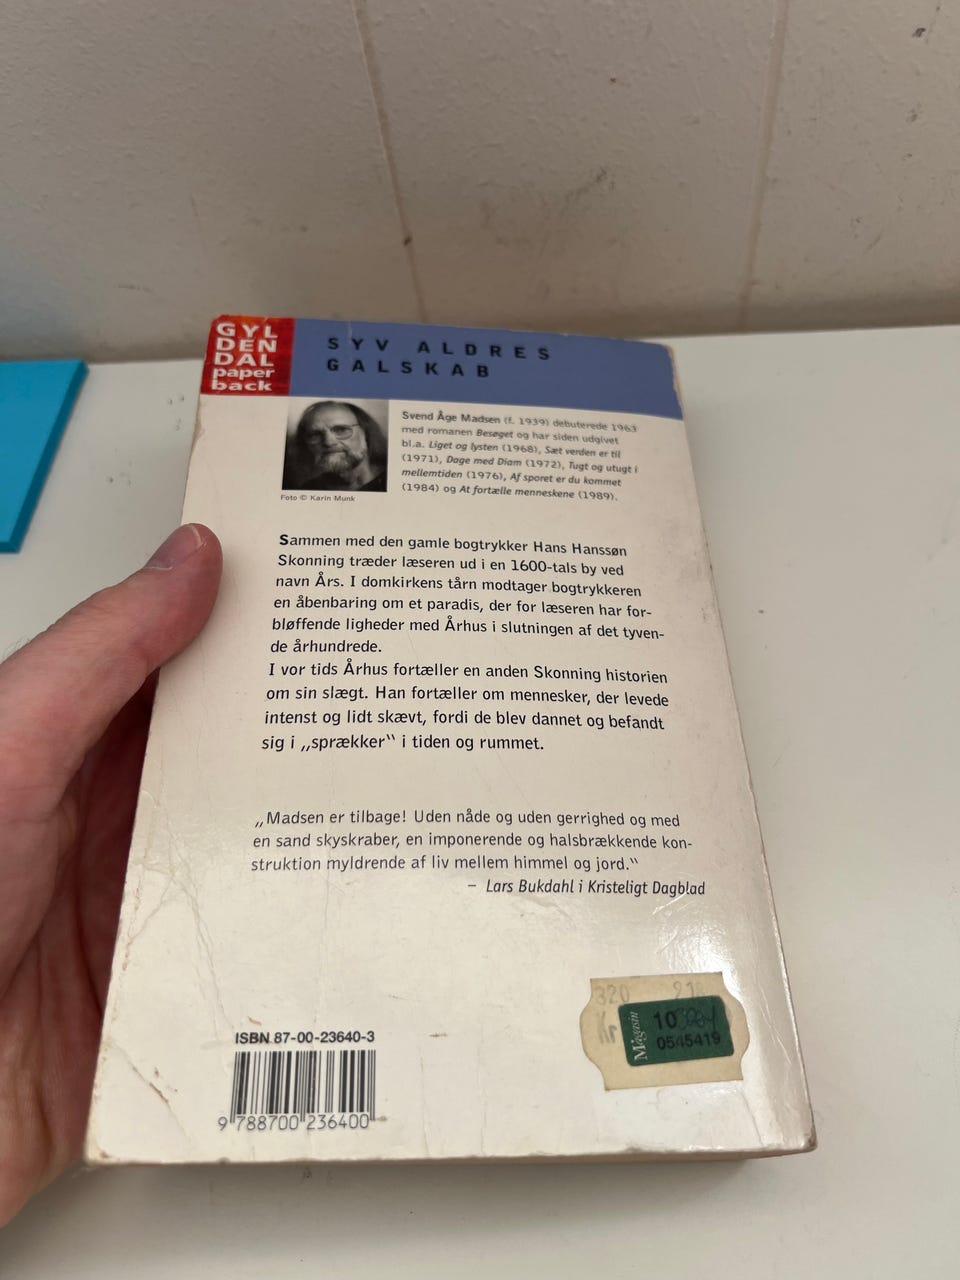 GYL
DEN
DAL
paper
back
SYV ALDRES
GALSKAB
Svend Åge Madsen (f. 1939) debuterede 1963
med romanen Besøget og har siden udgivet
bl.a. Liget og lysten (1968), Sæt verden er til
(1971), Dage med Diam (1972), Tugt og utugt i
mellemtiden (1976), Af sporet er du kommet
(1984) og At fortælle menneskene (1989).
Foto © Karin Munk
Sammen med den gamle bogtrykker Hans Hanssøn
Skonning træder læseren ud i en 1600-tals by ved
navn Års. I domkirkens tårn modtager bogtrykkeren
en åbenbaring om et paradis, der for læseren har for-
bløffende ligheder med Århus i slutningen af det tyven-
de århundrede.
I vor tids Århus fortæller en anden Skonning historien
om sin slægt. Han fortæller om mennesker, der levede
intenst og lidt skævt, fordi de blev dannet og befandt
sig i „sprækker“ i tiden og rummet.
„Madsen er tilbage! Uden nåde og uden gerrighed og med
en sand skyskraber, en imponerende og halsbrækkende kon-
struktion myldrende af liv mellem himmel og jord.“
– Lars Bukdahl i Kristeligt Dagblad
320
Kr
Magasin
10
0545419
ISBN 87-00-23640-3
9 788700 236400